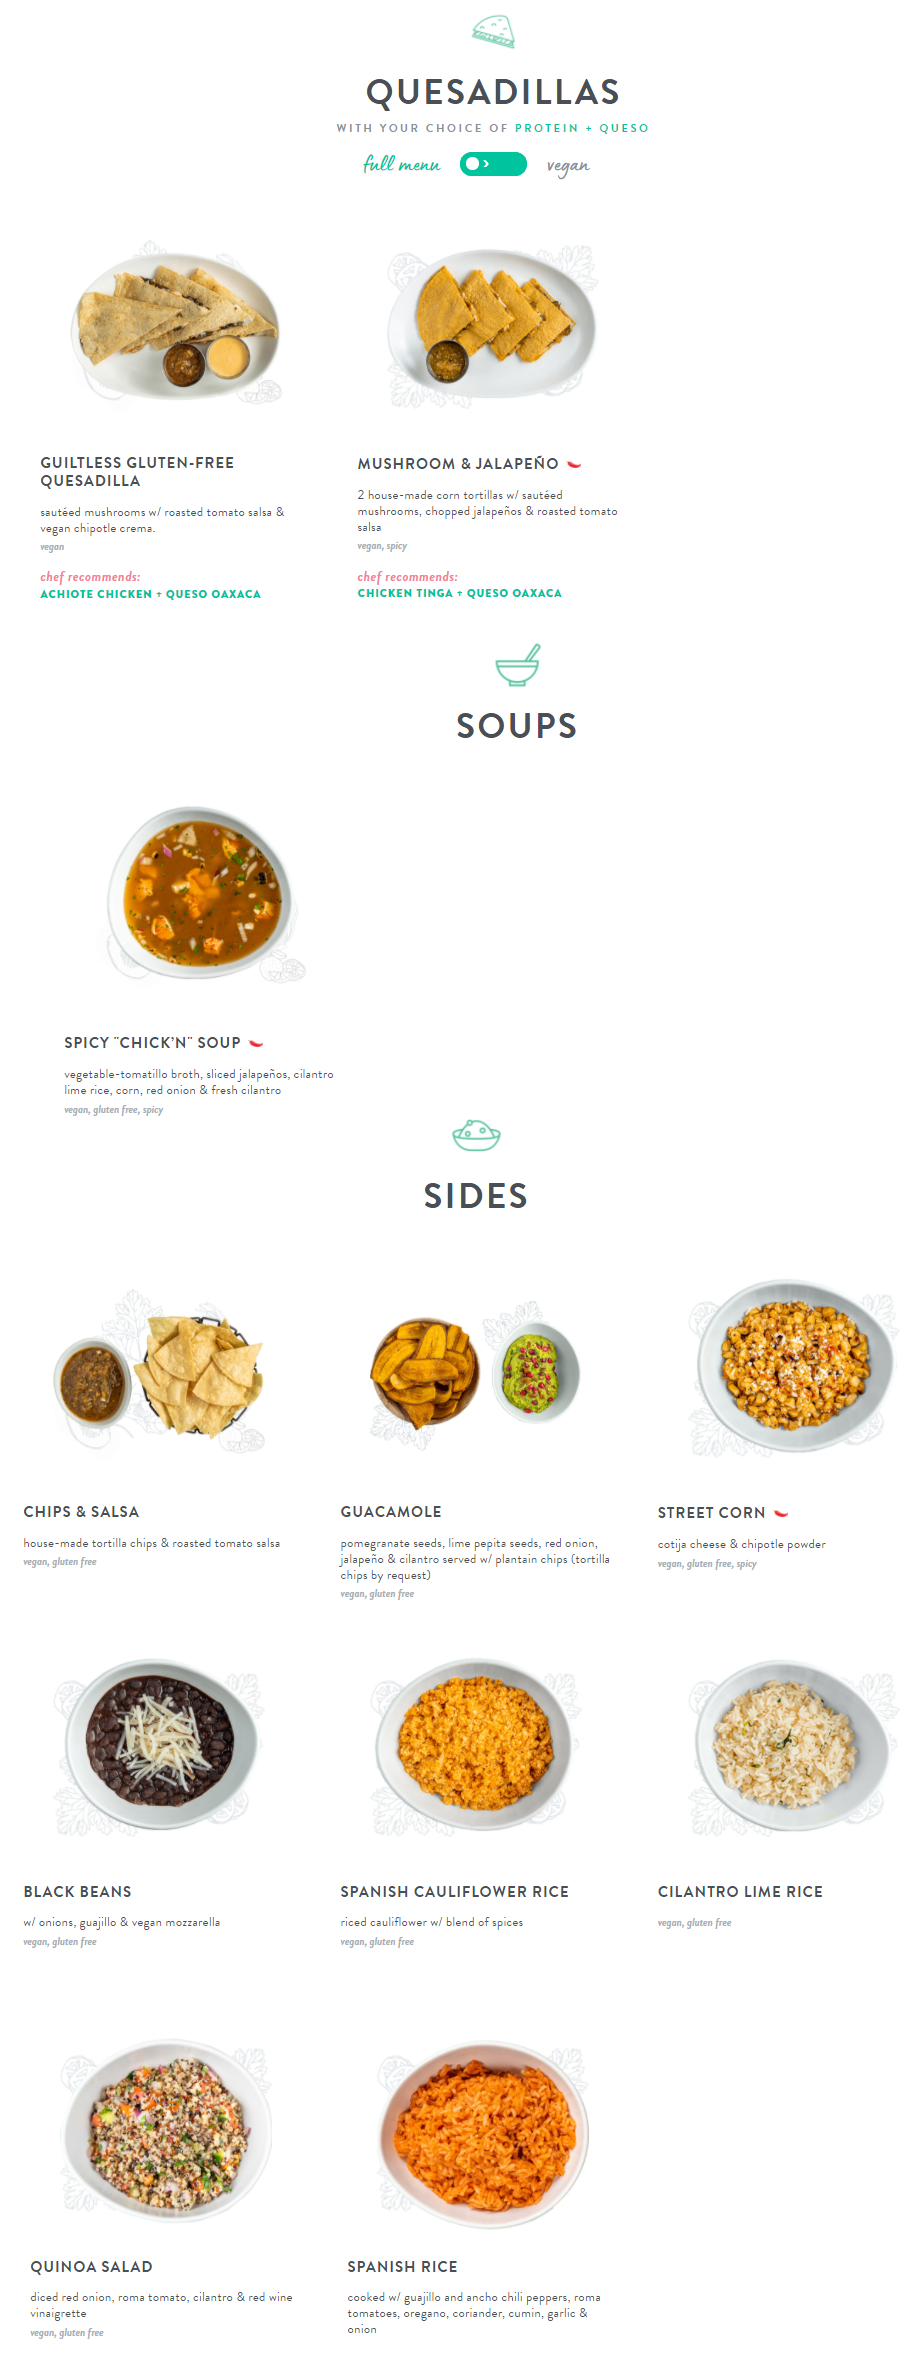 QUESADILLAS
WITH YOUR CHOICE OF PROTEIN + QUESO
full menu
vegan
GUILTLESS GLUTEN-FREE
QUESADILLA
sautéed mushrooms w/ roasted tomato salsa &
vegan chipotle crema.
vegan
chef recommends:
ACHIOTE CHICKEN + QUESO OAXACA
MUSHROOM & JALAPEÑO
2 house-made corn tortillas w/ sautéed
mushrooms, chopped jalapeños & roasted tomato
salsa
vegan, spicy
chef recommends:
CHICKEN TINGA + QUESO OAXACA
SOUPS
SPICY "CHICK'N" SOUP
vegetable-tomatillo broth, sliced jalapeños, cilantro
lime rice, corn, red onion & fresh cilantro
vegan, gluten free, spicy
SIDES
CHIPS & SALSA
house-made tortilla chips & roasted tomato salsa
vegan, gluten free
GUACAMOLE
pomegranate seeds, lime pepita seeds, red onion,
jalapeño & cilantro served w/ plantain chips (tortilla
chips by request)
vegan, gluten free
STREET CORN
cotija cheese & chipotle powder
vegan, gluten free, spicy
BLACK BEANS
w/ onions, guajillo & vegan mozzarella
vegan, gluten free
SPANISH CAULIFLOWER RICE
riced cauliflower w/ blend of spices
vegan, gluten free
CILANTRO LIME RICE
vegan, gluten free
QUINOA SALAD
diced red onion, roma tomato, cilantro & red wine
vinaigrette
vegan, gluten free
SPANISH RICE
cooked w/ guajillo and ancho chili peppers, roma
tomatoes, oregano, coriander, cumin, garlic &
onion